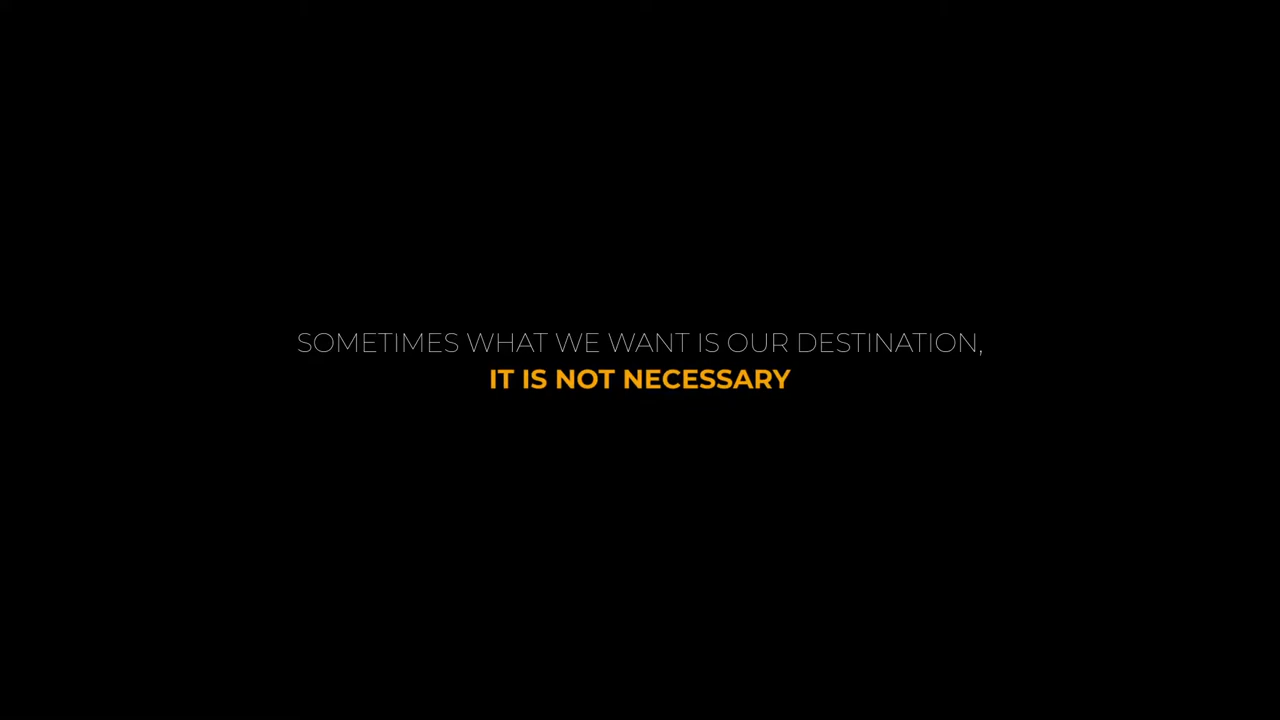 SOMETIMES WHAT WE WANT IS OUR DESTINATION,
IT IS NOT NECESSARY